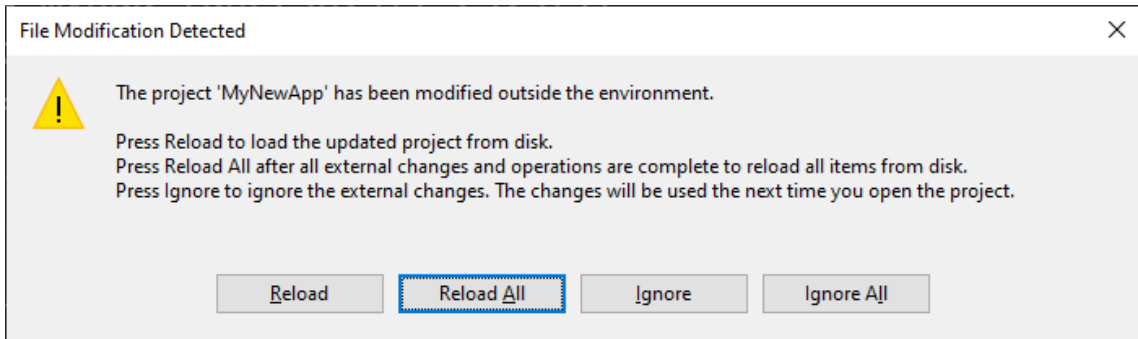 File Modification Detected
The project 'MyNewApp' has been modified outside the environment.
Press Reload to load the updated project from disk.
Press Reload All after all external changes and operations are complete to reload all items from disk.
Press Ignore to ignore the external changes. The changes will be used the next time you open the project.
Reload
Reload All
Ignore
Ignore All